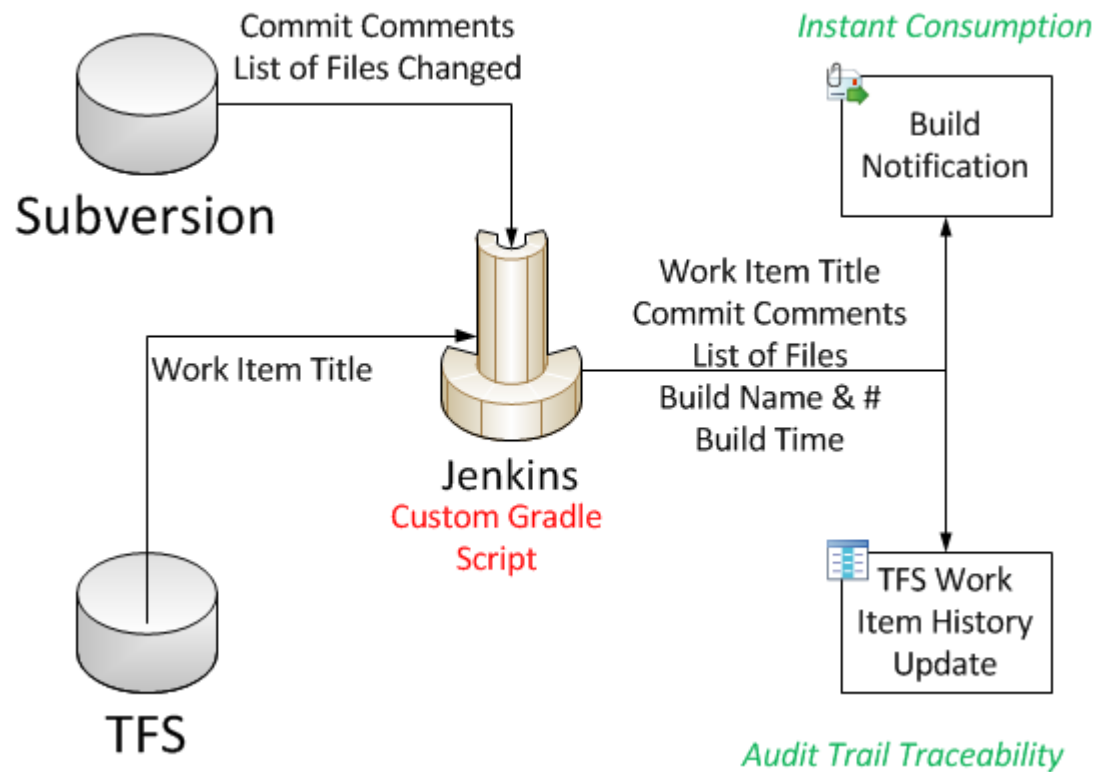 Commit Comments
List of Files Changed
Subversion
Instant Consumption
Build
Notification
Work Item Title
Jenkins
Custom Gradle
Script
Work Item Title
Commit Comments
List of Files
Build Name & #
Build Time
TFS
TFS Work
Item History
Update
Audit Trail Traceability